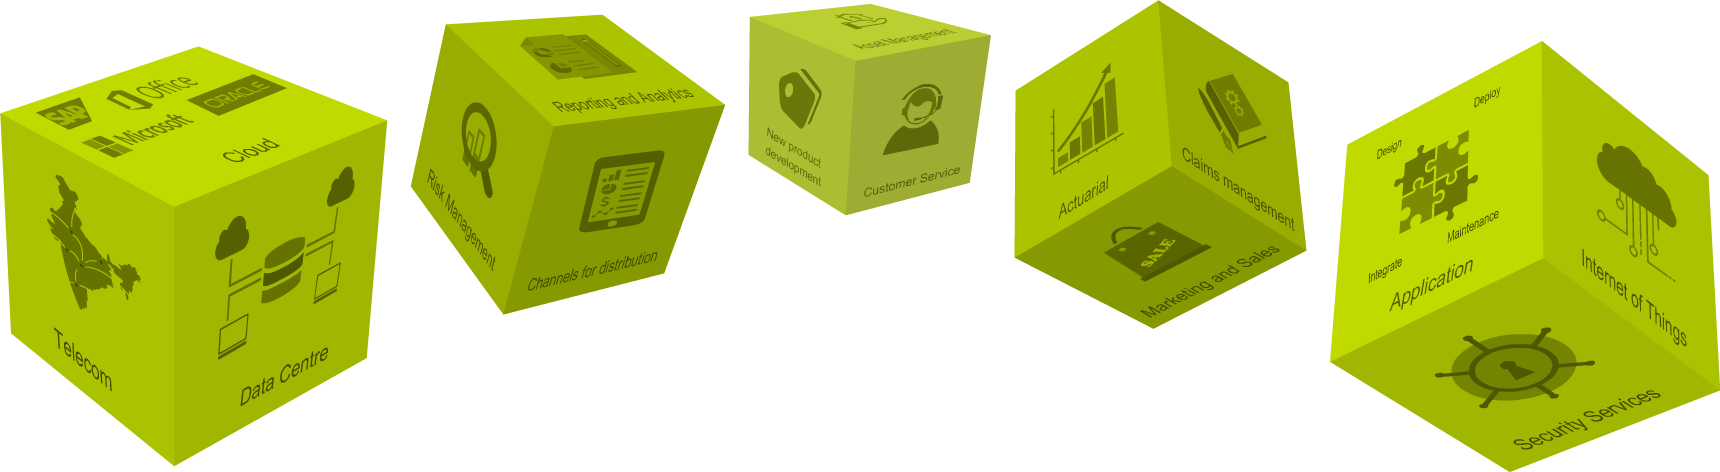 SAP
Office
ORACLE
Microsoft
Cloud
Telecom
Data Centre
Reporting and Analytics
Risk Management
$
Channels for distribution
Asset Management
New product
development
Customer Service
Actuarial
Claims management
SALE
Marketing and Sales
Design
Deploy
Maintenance
Integrate
Application
Internet of Things
Security Services